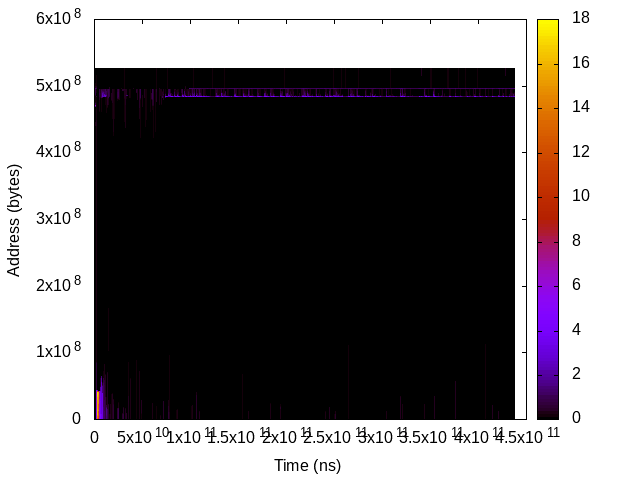 6x10 8
5x10 8
4x10 8
3x10 8
2x10 8
1x10 8
0
Address (bytes)
0 5x10 10 1x10 11 1.5x10 11 2x10 11 2.5x10 11 3x10 11 3.5x10 11 4x10 11 4.5x10 11
Time (ns)
18
16
14
12
10
8
6
4
2
0